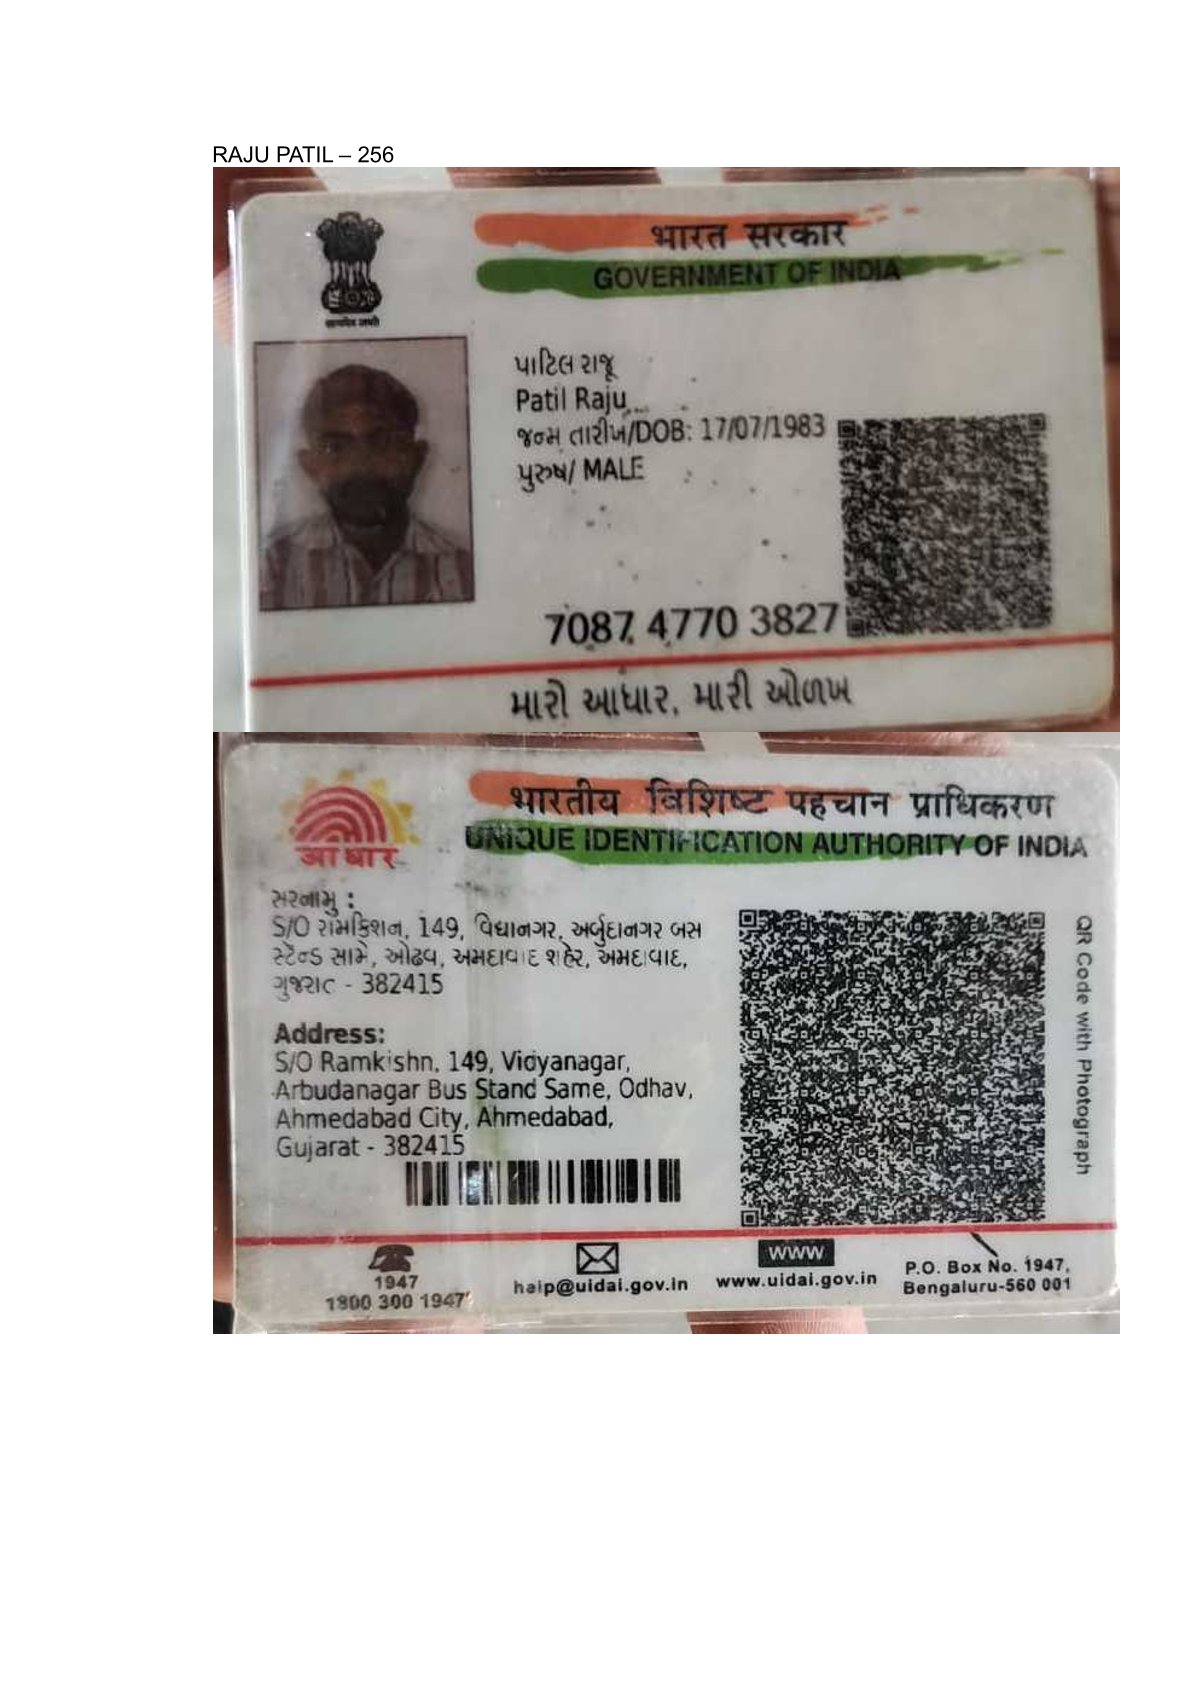 RAJU PATIL – 256
भारत सरकार
GOVERNMENT OF INDIA
सत्यमेव जयते
પાટિલ રાજૂ
Patil Raju
જન્મ તારીખ/DOB: 17/07/1983
પુરુષ/ MALE
7087 4770 3827
મારો આધાર, મારી ઓળખ
भारतीय विशिष्ट पहचान प्राधिकरण
UNIQUE IDENTIFICATION AUTHORITY OF INDIA
आधार
સરનામુ :
S/O રામકિશન, 149, વિધાનગર, અર્બુદાનગર બસ
સ્ટેન્ડ સામે, ઓઢવ, અમદાવાદ શહેર, અમદાવાદ,
ગુજરાત - 382415
Address:
S/O Ramkishn, 149, Vidyanagar,
Arbudanagar Bus Stand Same, Odhav,
Ahmedabad City, Ahmedabad,
Gujarat - 382415
QR Code with Photograph
1947
1800 300 1947
help@uidai.gov.in
www
www.uidai.gov.in
P.O. Box No. 1947,
Bengaluru-560 001